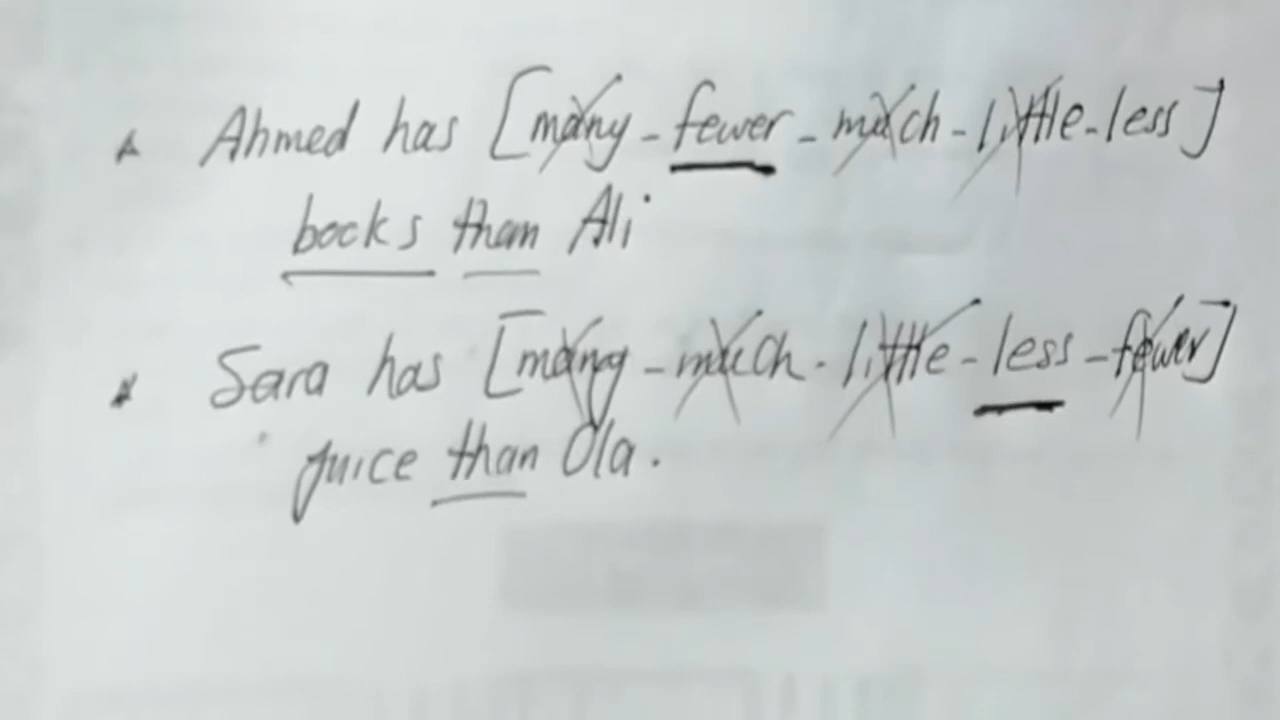 Ahmed has [many - fewer - much - little - less]
books than Ali
Sara has [many - much - little - less - fewer]
juice than Ola.